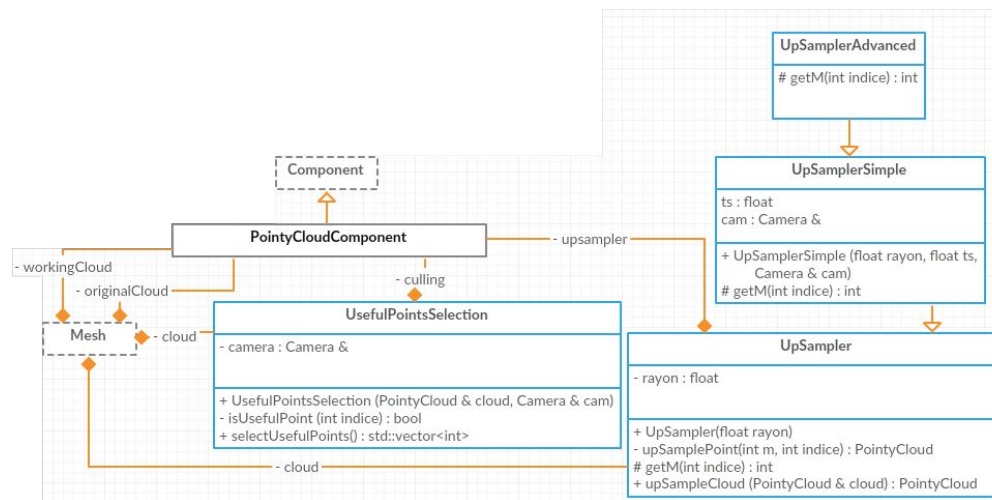 UpSamplerAdvanced
# getM(int indice) : int
Component
UpSamplerSimple
ts : float
cam : Camera &
+ UpSamplerSimple (float rayon, float ts,
Camera & cam)
# getM(int indice) : int
PointyCloudComponent
- upsampler
- workingCloud
- originalCloud
- culling
Mesh
- cloud
UsefulPointsSelection
- camera : Camera &
+ UsefulPointsSelection (PointyCloud & cloud, Camera & cam)
- isUsefulPoint (int indice) : bool
+ selectUsefulPoints() : std::vector<int>
UpSampler
- rayon : float
+ UpSampler(float rayon)
- upSamplePoint(int m, int indice) : PointyCloud
# getM(int indice) : int
+ upSampleCloud (PointyCloud & cloud) : PointyCloud
- cloud